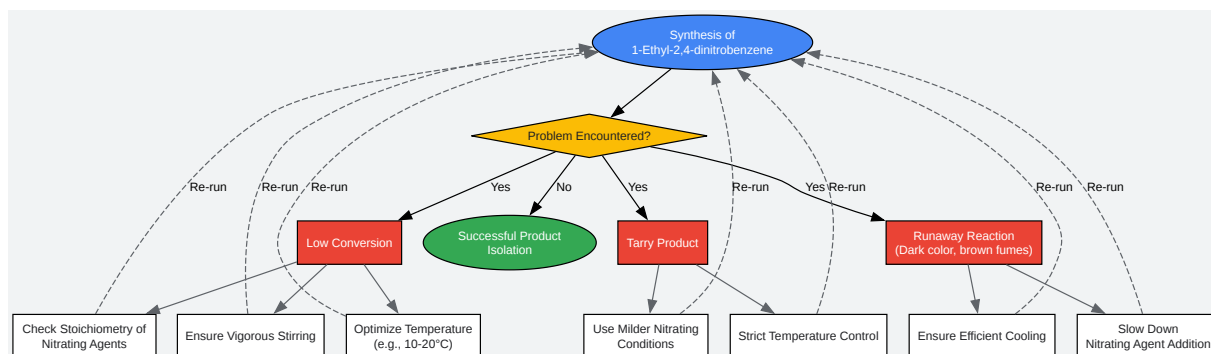 Synthesis of
1-Ethyl-2,4-dinitrobenzene
Problem Encountered?
Yes
No
Yes
Yes
Re-run
Re-run
Re-run
Re-run
Re-run
Re-run
Re-run
Low Conversion
Successful Product
Isolation
Tarry Product
Runaway Reaction
(Dark color, brown fumes)
Check Stoichiometry of
Nitrating Agents
Ensure Vigorous Stirring
Optimize Temperature
(e.g., 10-20°C)
Use Milder Nitrating
Conditions
Strict Temperature Control
Ensure Efficient Cooling
Slow Down
Nitrating Agent Addition